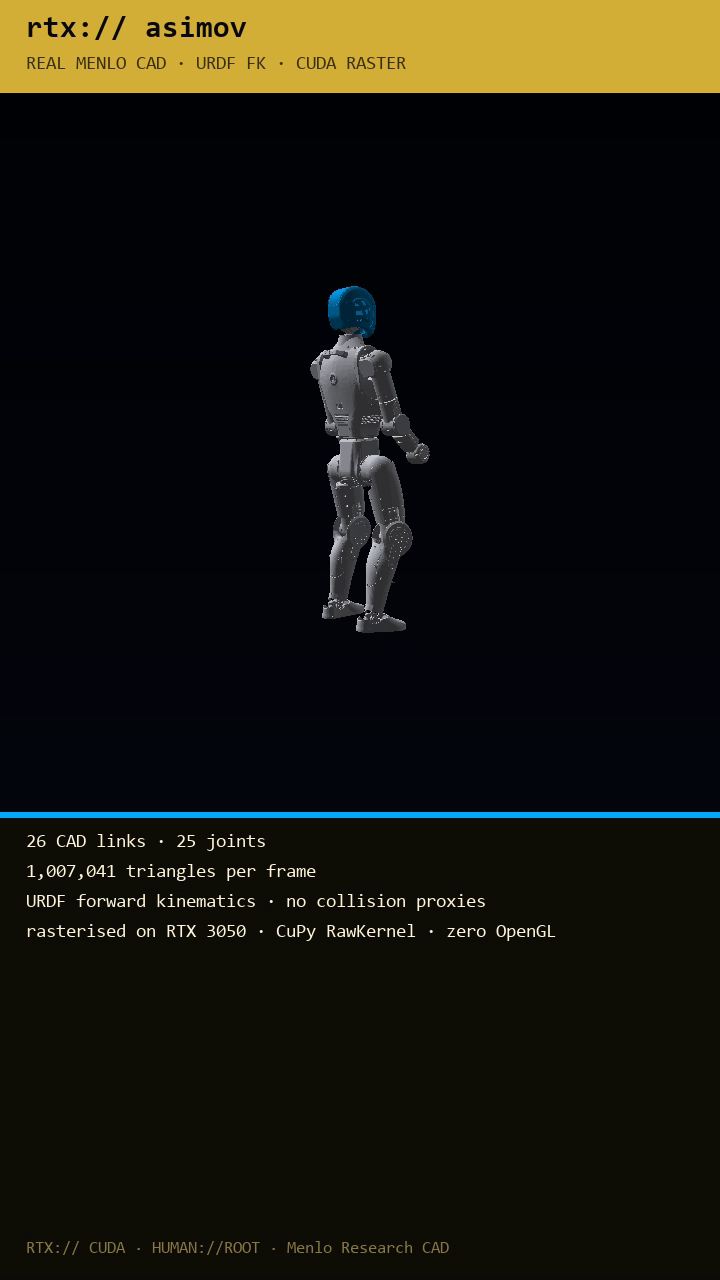 rtx:// asimov
REAL MENLO CAD · URDF FK · CUDA RASTER
26 CAD links · 25 joints
1,007,041 triangles per frame
URDF forward kinematics · no collision proxies
rasterised on RTX 3050 · CuPy RawKernel · zero OpenGL
RTX:// CUDA · HUMAN://ROOT · Menlo Research CAD